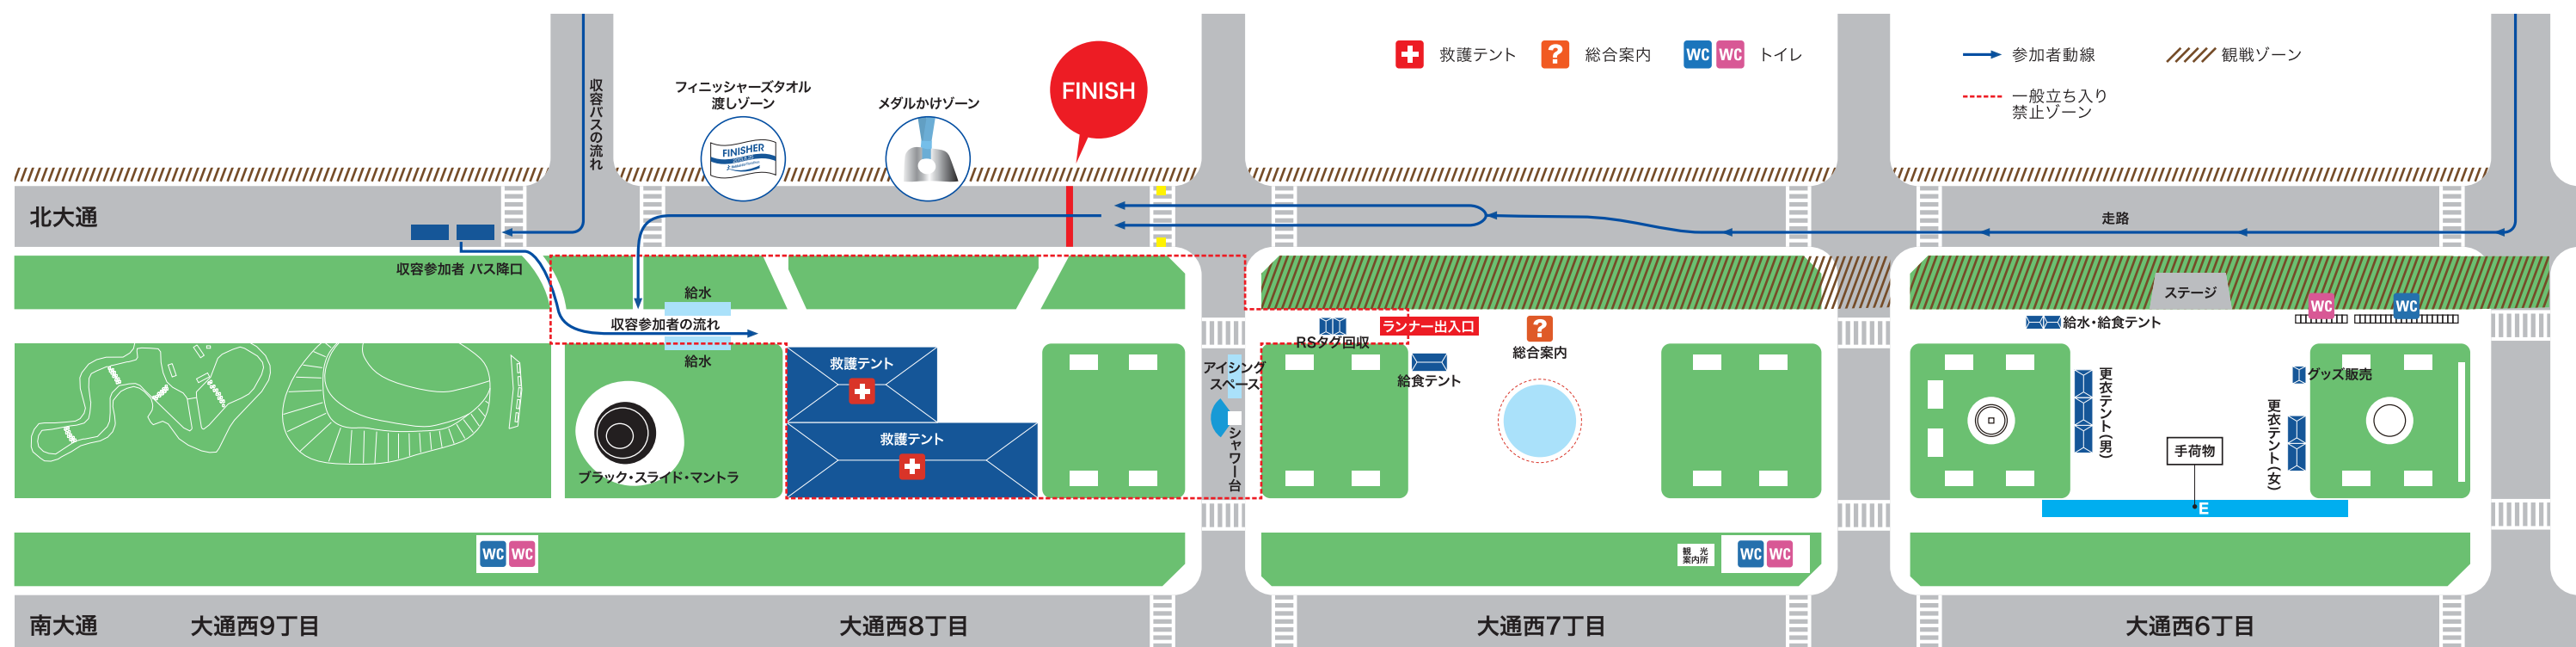 収容バスの流れ
フィニッシャーズタオル
渡しゾーン
FINISHER
メダルかけゾーン
FINISH
救護テント
?
総合案内
WC
WC
トイレ
参加者動線
観戦ゾーン
一般立ち入り
禁止ゾーン
北大通
走路
収容参加者 バス降口
給水
収容参加者の流れ
給水
RSタグ回収
ランナー出入口
?
総合案内
給食テント
ステージ
WC
WC
給水・給食テント
救護テント
救護テント
ブラック・スライド・マントラ
アイシング
スペース
シャワー台
更衣テント(男)
グッズ販売
更衣テント(女)
手荷物
E
WC
WC
観光
案内所
WC
WC
南大通
大通西9丁目
大通西8丁目
大通西7丁目
大通西6丁目